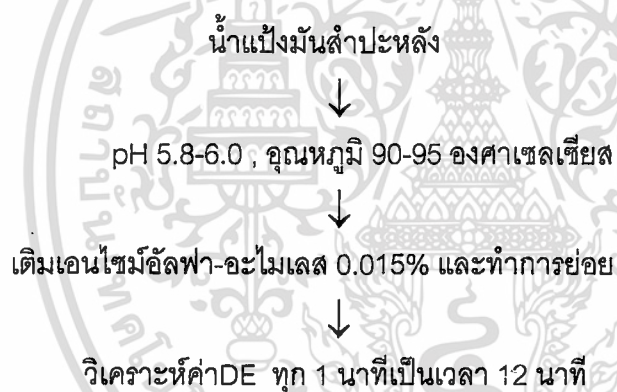 น้ำแป้งมันสำปะหลัง
↓
pH 5.8-6.0 , อุณหภูมิ 90-95 องศาเซลเซียส
↓
เติมเอนไซม์อัลฟา-อะไมเลส 0.015% และทำการย่อย
↓
วิเคราะห์ค่าDE ทุก 1 นาทีเป็นเวลา 12 นาที